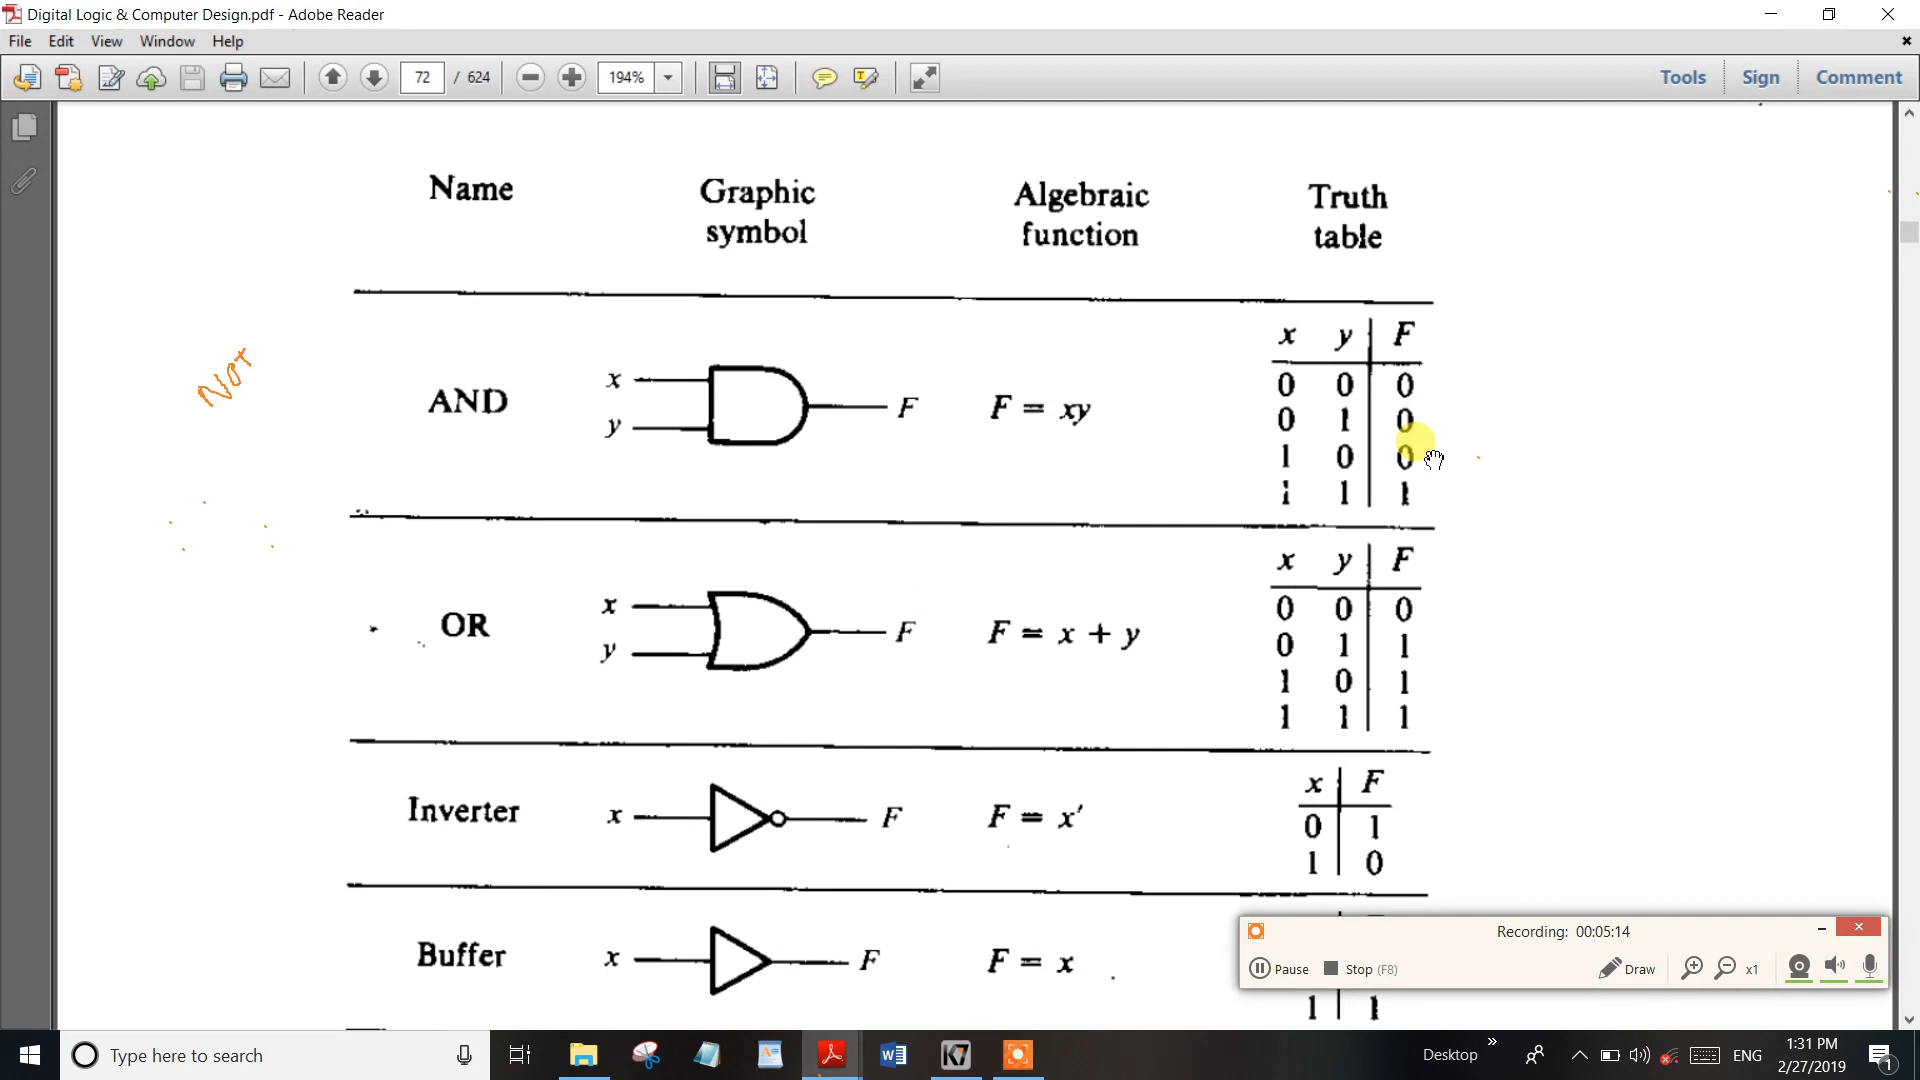 Digital Logic & Computer Design.pdf - Adobe Reader
File Edit View Window Help
72 / 624 194% Tools Sign Comment
Name Graphic symbol Algebraic function Truth table
Not
AND x y F F = xy
x y F
0 0 0
0 1 0
1 0 0
1 1 1
OR x y F F = x + y
x y F
0 0 0
0 1 1
1 0 1
1 1 1
Inverter x F F = x'
x F
0 1
1 0
Buffer x F F = x
1 1
Recording: 00:05:14
Pause Stop (F8) Draw x1
Type here to search
Desktop » ENG 1:31 PM
2/27/2019 1